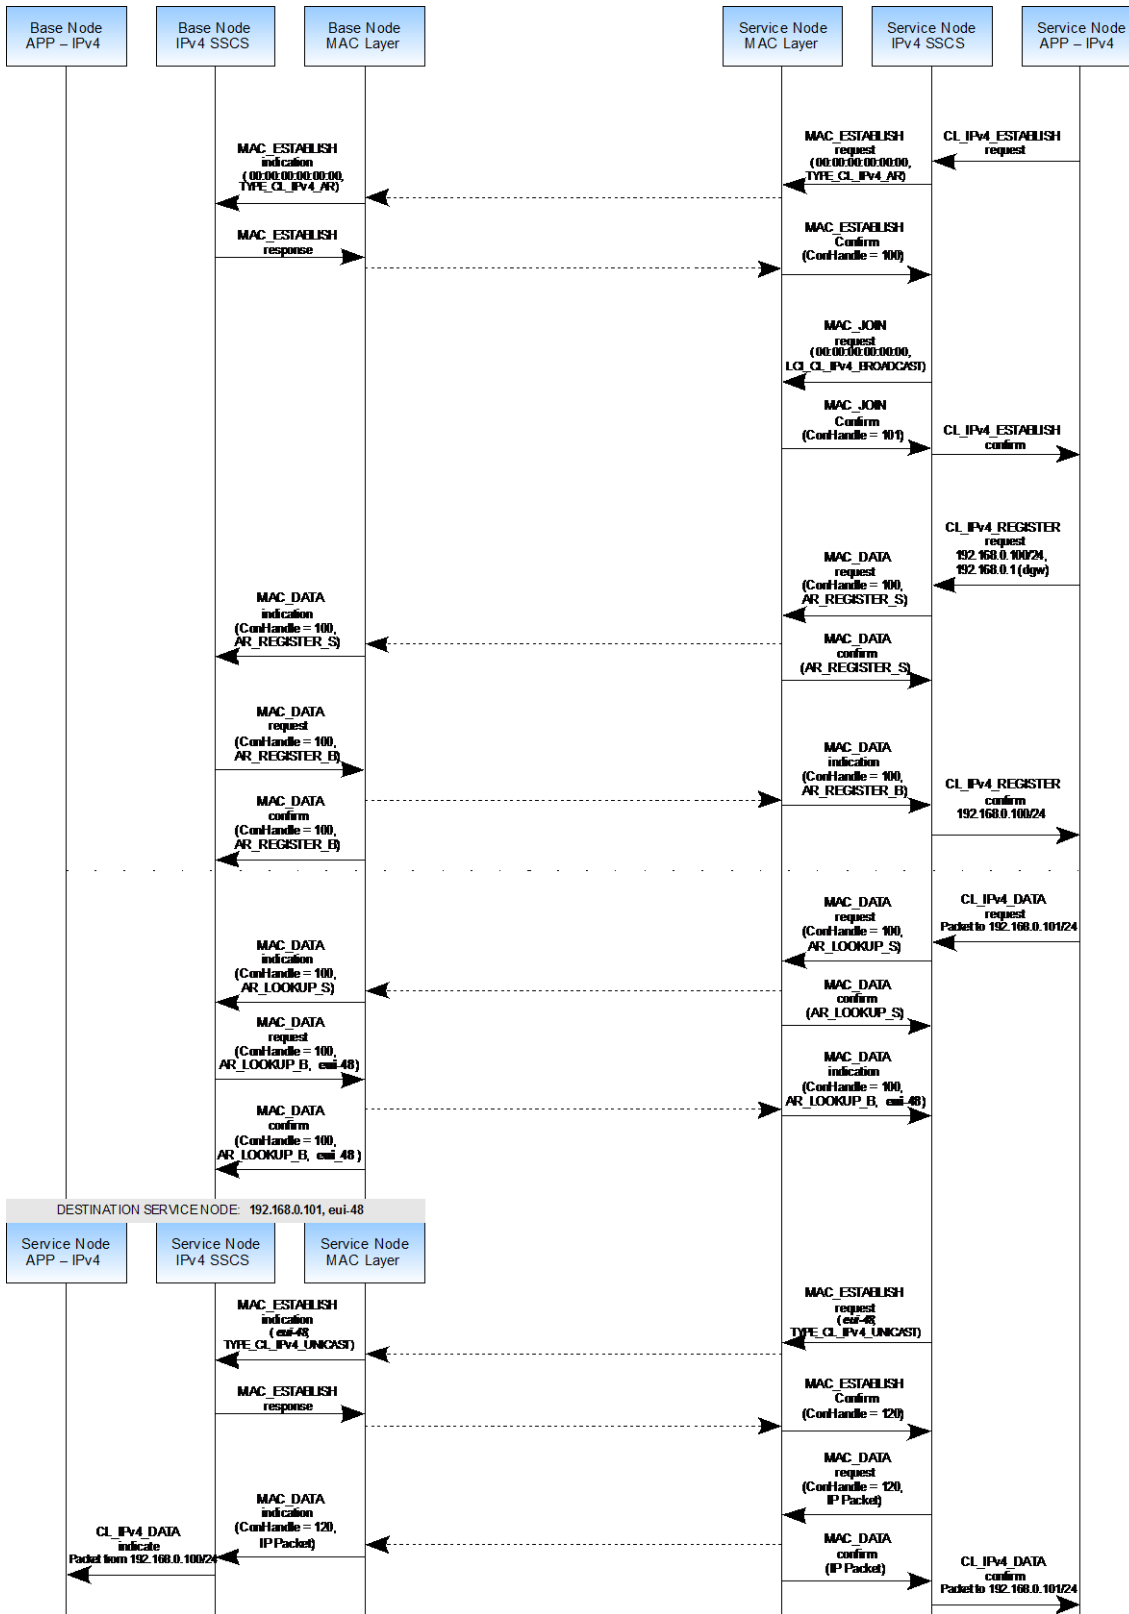 Base Node
APP – IPv4
Base Node
IPv4 SSCS
Base Node
MAC Layer
Service Node
MAC Layer
Service Node
IPv4 SSCS
Service Node
APP – IPv4
MAC_ESTABLISH
indication
( 00:00:00:00:00:00,
TYPE_CL_IPv4_AR)
MAC_ESTABLISH
request
( 00:00:00:00:00:00,
TYPE_CL_IPv4_AR)
CL_IPv4_ESTABLISH
request
MAC_ESTABLISH
response
MAC_ESTABLISH
Confirm
(ConHandle = 100)
MAC_JOIN
request
( 00:00:00:00:00:00,
LCI_CL_IPv4_BROADCAST)
MAC_JOIN
Confirm
(ConHandle = 101)
CL_IPv4_ESTABLISH
confirm
CL_IPv4_REGISTER
request
192.168.0.100/24,
192.168.0.1 (dgw)
MAC_DATA
request
(ConHandle = 100,
AR_REGISTER_S)
MAC_DATA
indication
(ConHandle = 100,
AR_REGISTER_S)
MAC_DATA
confirm
(AR_REGISTER_S)
MAC_DATA
request
(ConHandle = 100,
AR_REGISTER_B)
MAC_DATA
indication
(ConHandle = 100,
AR_REGISTER_B)
CL_IPv4_REGISTER
confirm
192.168.0.100/24
MAC_DATA
confirm
(ConHandle = 100,
AR_REGISTER_B)
CL_IPv4_DATA
request
Packet to 192.168.0.101/24
MAC_DATA
request
(ConHandle = 100,
AR_LOOKUP_S)
MAC_DATA
indication
(ConHandle = 100,
AR_LOOKUP_S)
MAC_DATA
confirm
(AR_LOOKUP_S)
MAC_DATA
request
(ConHandle = 100,
AR_LOOKUP_B, eui-48)
MAC_DATA
indication
(ConHandle = 100,
AR_LOOKUP_B, eui-48)
MAC_DATA
confirm
(ConHandle = 100,
AR_LOOKUP_B, eui_48 )
DESTINATION SERVICE NODE: 192.168.0.101, eui-48
Service Node
APP – IPv4
Service Node
IPv4 SSCS
Service Node
MAC Layer
MAC_ESTABLISH
indication
( eui-48,
TYPE_CL_IPv4_UNICAST)
MAC_ESTABLISH
request
( eui-48,
TYPE_CL_IPv4_UNICAST)
MAC_ESTABLISH
response
MAC_ESTABLISH
Confirm
(ConHandle = 120)
MAC_DATA
request
(ConHandle = 120,
IP Packet)
MAC_DATA
indication
(ConHandle = 120,
IP Packet)
CL_IPv4_DATA
indicate
Packet from 192.168.0.100/24
MAC_DATA
confirm
(IP Packet)
CL_IPv4_DATA
confirm
Packet to 192.168.0.101/24